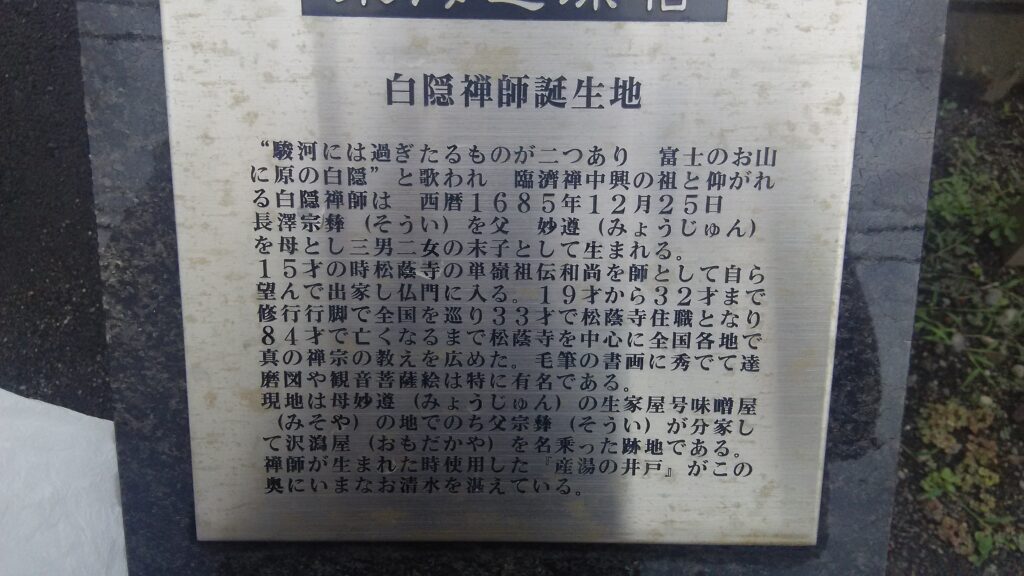 白隠禅師誕生地
“駿河には過ぎたるものが二つあり　富士のお山
に原の白隠”と歌われ　臨濟禅中興の祖と仰がれ
る白隠禅師は　西暦１６８５年１２月２５日
長澤宗彝（そうい）を父　妙遵（みょうじゅん）
を母とし三男二女の末子として生まれる。
１５才の時松蔭寺の単嶺祖伝和尚を師として自ら
望んで出家し仏門に入る。１９才から３２才まで
修行行脚で全国を巡り３３才で松蔭寺住職となり
８４才で亡くなるまで松蔭寺を中心に全国各地で
真の禅宗の教えを広めた。毛筆の書画に秀でて達
磨図や観音菩薩絵は特に有名である。
現地は母妙遵（みょうじゅん）の生家屋号味噌屋
（みそや）の地でのち父宗彝（そうい）が分家し
て沢瀉屋（おもだかや）を名乗った跡地である。
禅師が生まれた時使用した『産湯の井戸』がこの
奥にいまなお清水を湛えている。